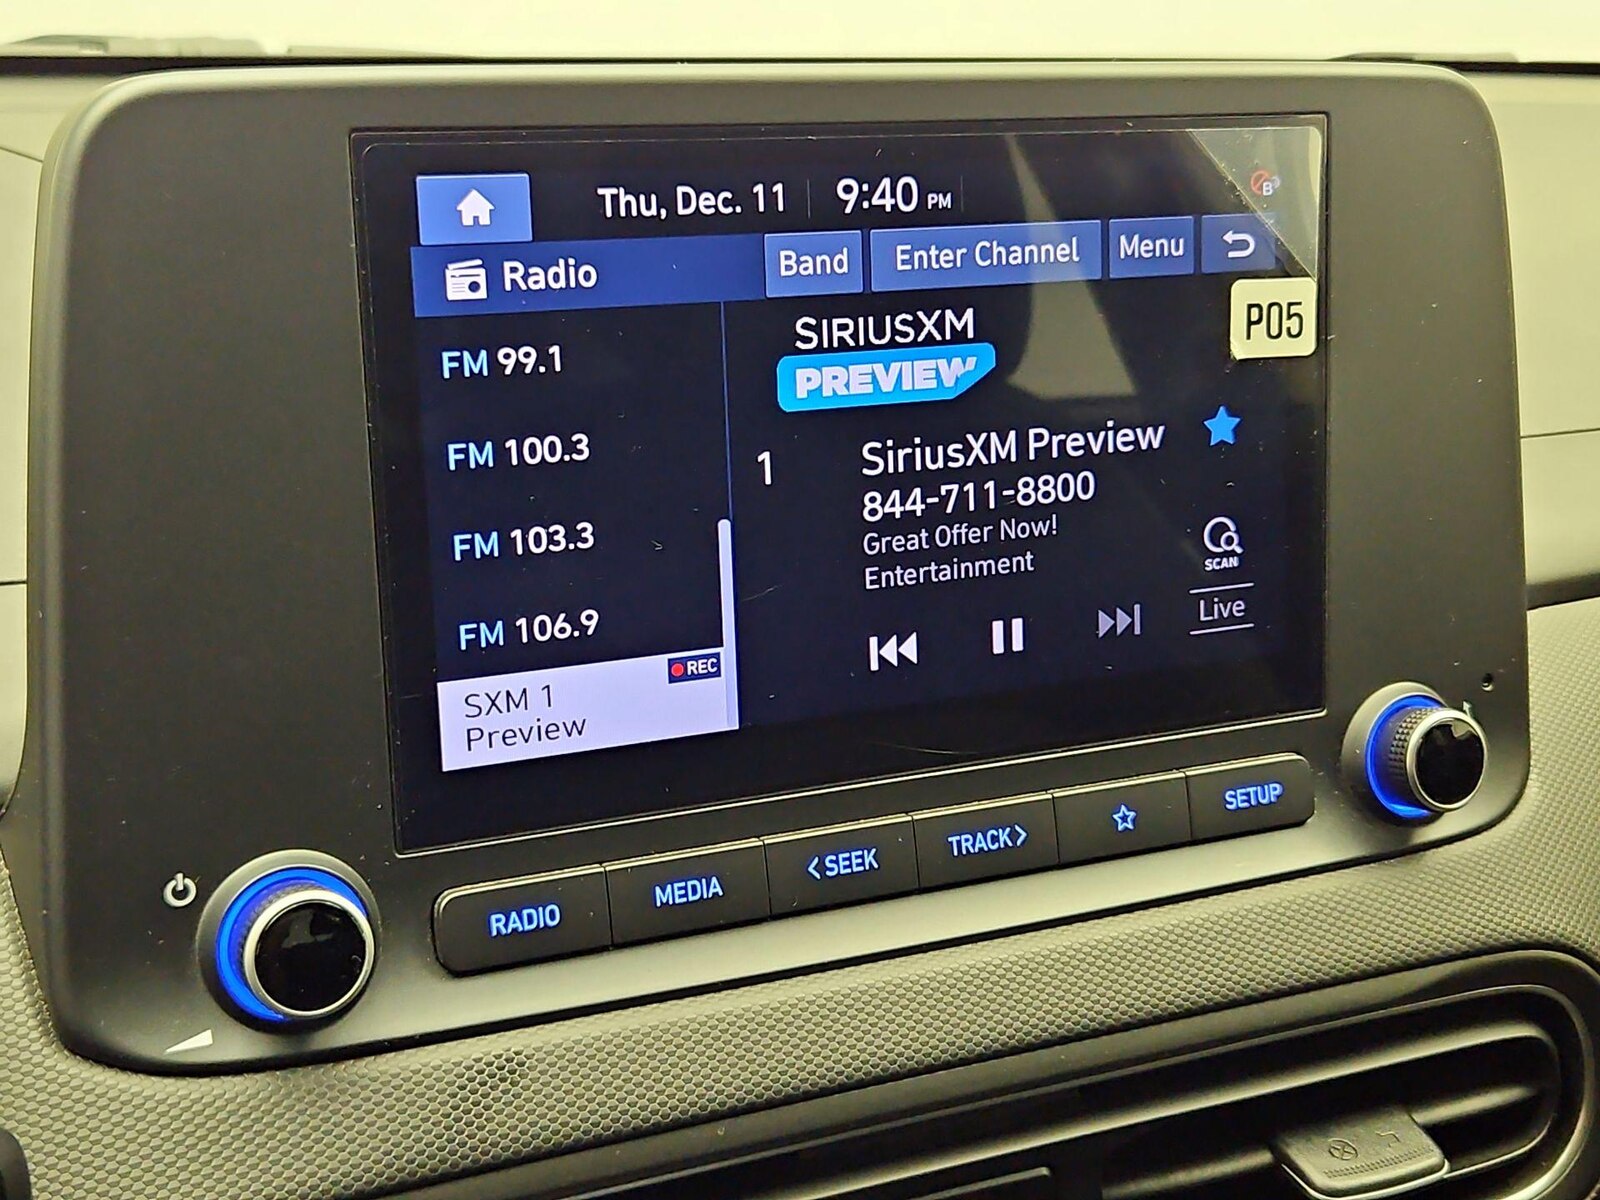 Thu, Dec. 11 9:40 PM
Radio Band Enter Channel Menu
P05
FM 99.1
FM 100.3
FM 103.3
FM 106.9
REC
SXM 1
Preview
SIRIUSXM
PREVIEW
1 SiriusXM Preview
844-711-8800
Great Offer Now!
Entertainment
SCAN
Live
RADIO MEDIA <SEEK TRACK> SETUP